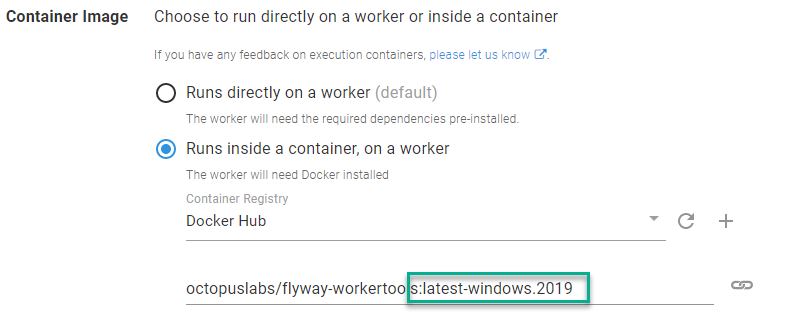 Container Image Choose to run directly on a worker or inside a container
If you have any feedback on execution containers, please let us know.
Runs directly on a worker (default)
The worker will need the required dependencies pre-installed.
Runs inside a container, on a worker
The worker will need Docker installed
Container Registry
Docker Hub
octopuslabs/flyway-workertools:latest-windows.2019